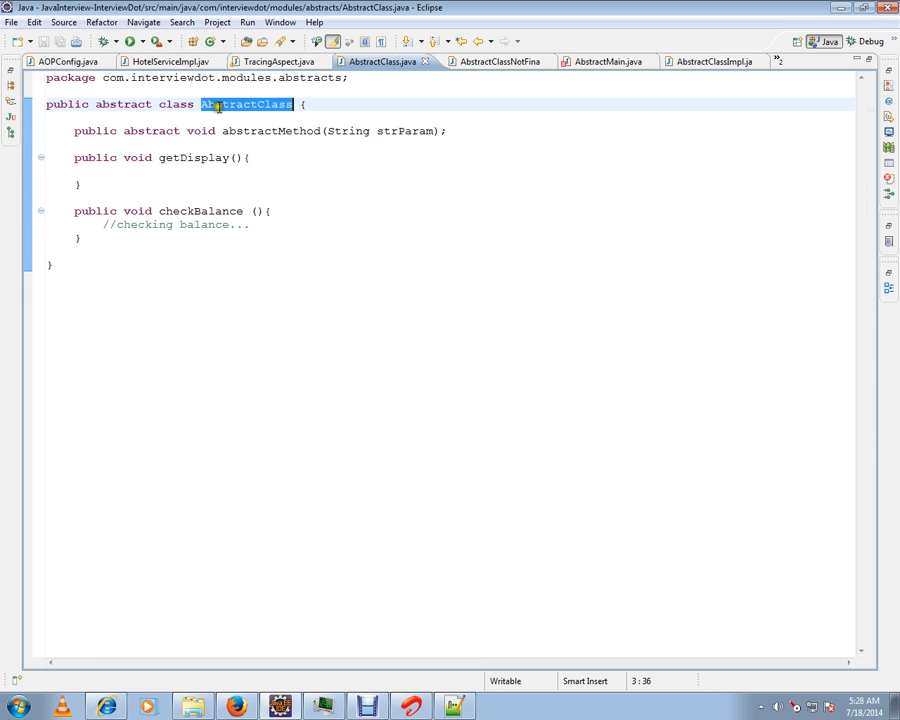 Java - JavaInterview-InterviewDot/src/main/java/com/interviewdot/modules/abstracts/AbstractClass.java - Eclipse
File Edit Source Refactor Navigate Search Project Run Window Help
Java Debug
AOPConfig.java HotelServiceImpl.jav TracingAspect.java AbstractClass.java AbstractClassNotFina AbstractMain.java AbstractClassImpl.ja »2
package com.interviewdot.modules.abstracts;
public abstract class AbstractClass {
public abstract void abstractMethod(String strParam);
public void getDisplay(){
}
public void checkBalance (){
//checking balance...
}
}
Writable Smart Insert 3 : 36
5:28 AM
7/18/2014